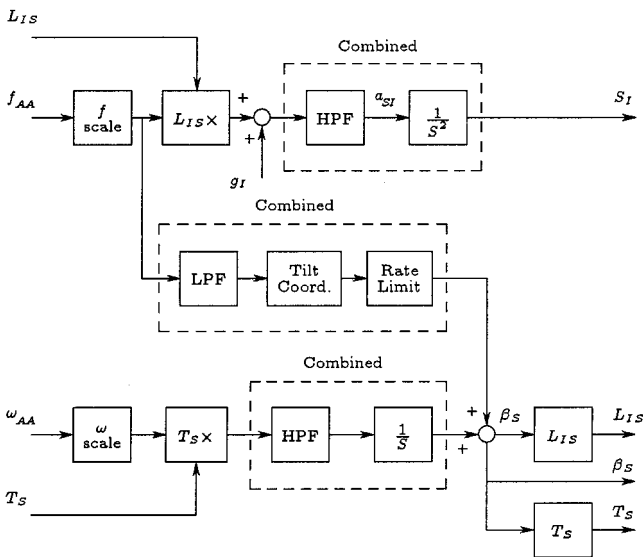 L_IS
Combined
f_AA
f scale
L_IS ×
+
+
g_I
HPF
a_SI
1/S²
S_I
Combined
LPF
Tilt Coord.
Rate Limit
Combined
ω_AA
ω scale
T_S ×
HPF
1/S
+
+
β_S
L_IS
L_IS
β_S
T_S
T_S
T_S